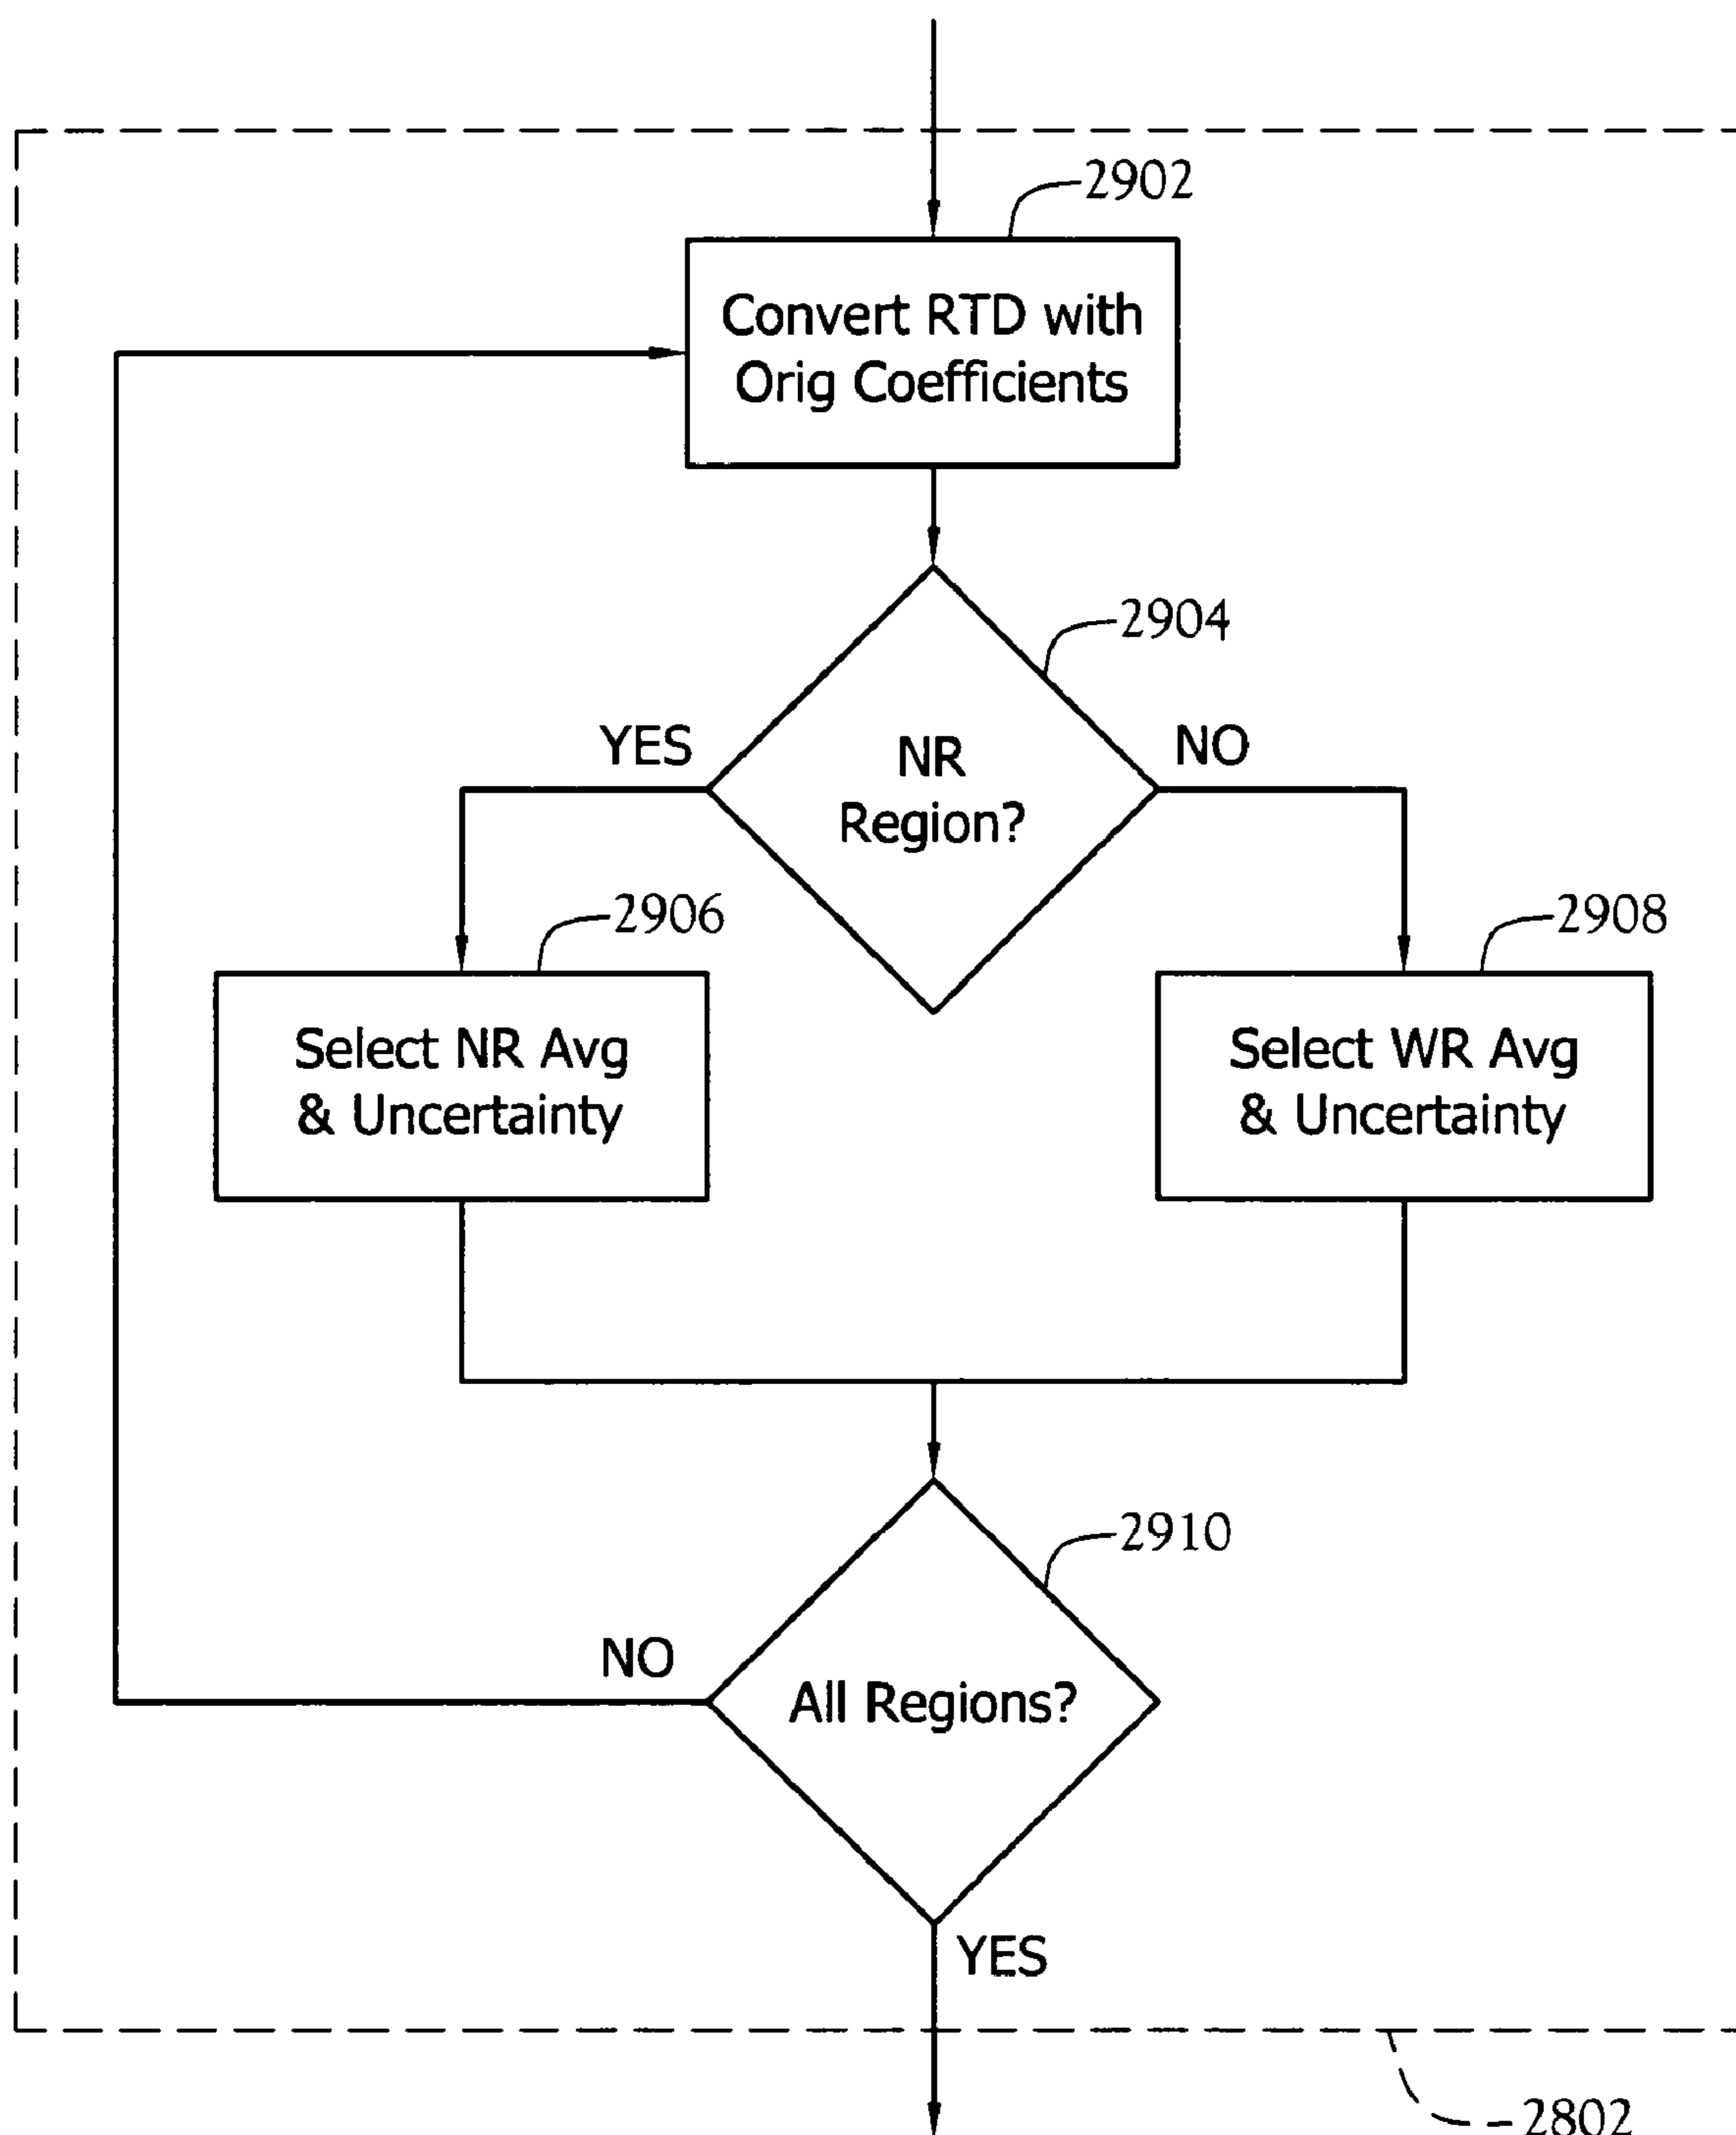 2902
Convert RTD with
Orig Coefficients
2904
YES
NO
NR
Region?
2906
2908
Select NR Avg
& Uncertainty
Select WR Avg
& Uncertainty
2910
NO
All Regions?
YES
2802